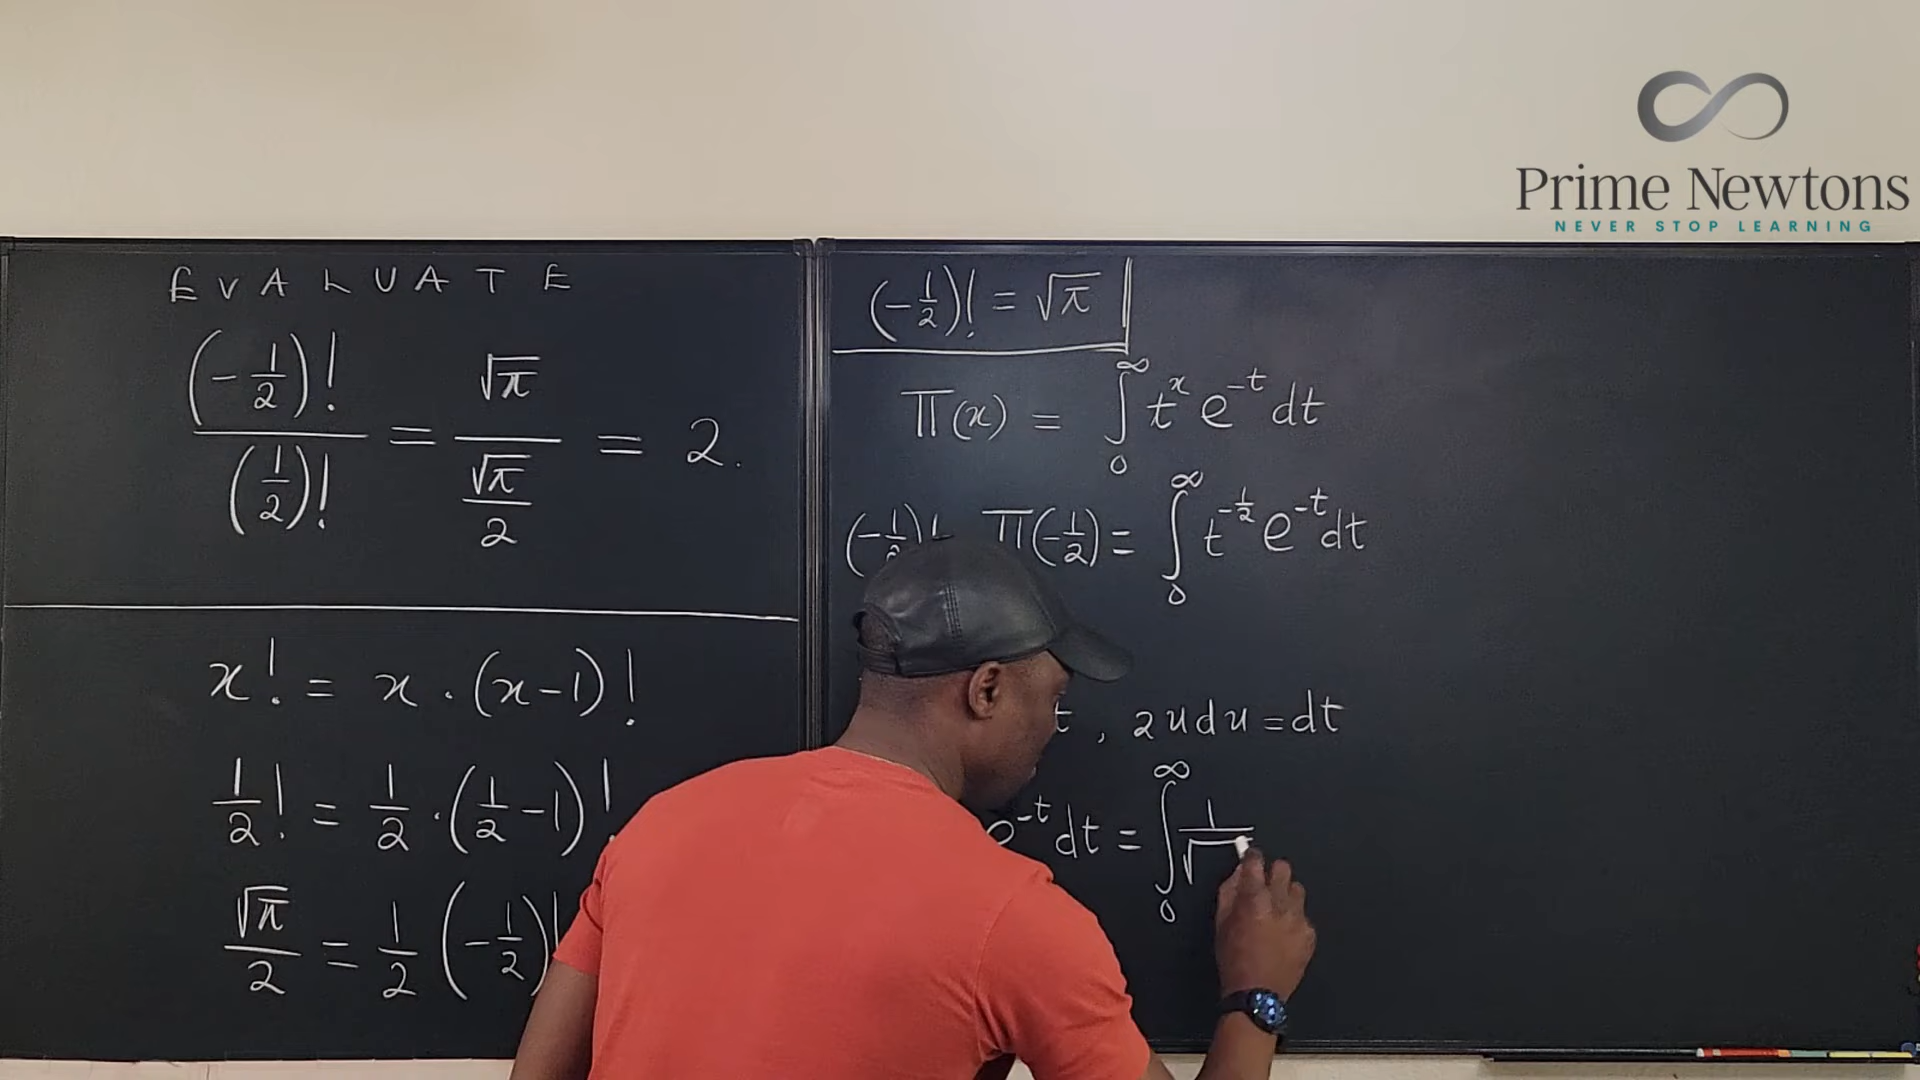 Prime Newtons
NEVER STOP LEARNING
EVALUATE
(-1/2)! / (1/2)! = √π / (√π/2) = 2.
x! = x · (x-1)!
1/2! = 1/2 · (1/2 -1)!
√π/2 = 1/2 (-1/2)!
(-1/2)! = √π
Π(x) = ∫₀^∞ t^x e^-t dt
(-1/2)! Π(-1/2) = ∫₀^∞ t^-1/2 e^-t dt
t, 2udu = dt
e^-t dt = ∫₀^∞ 1/√